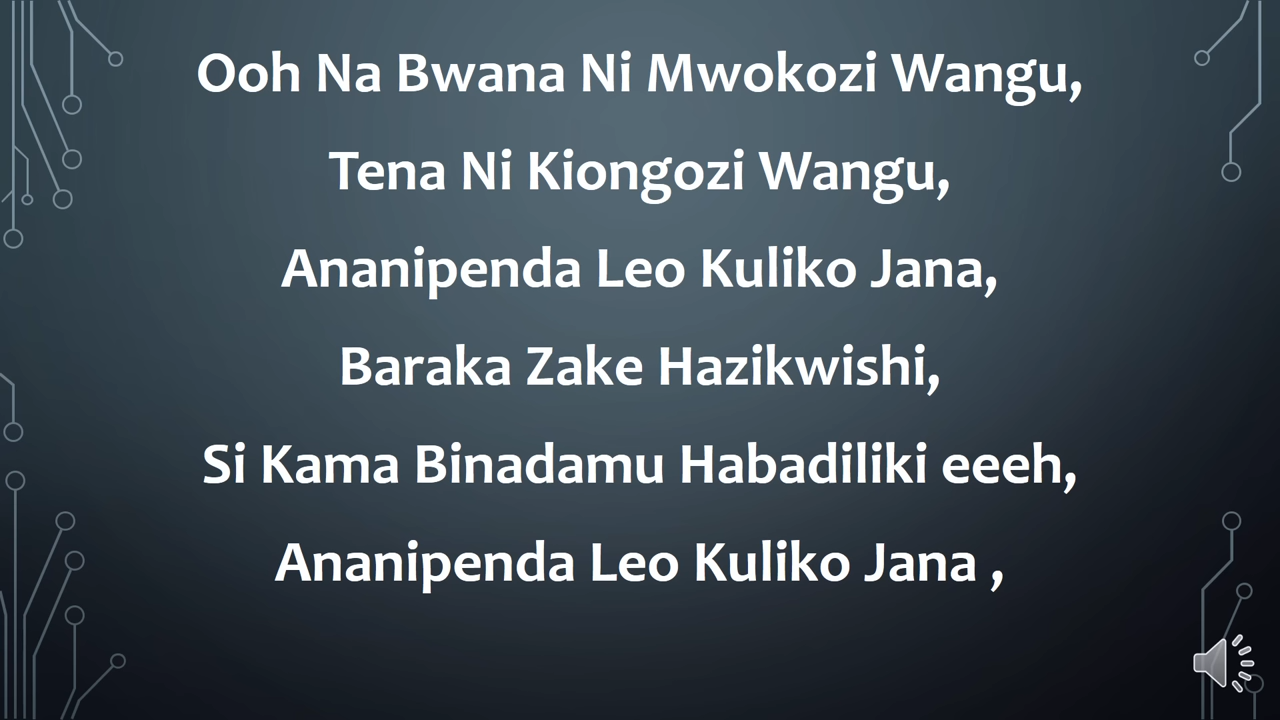 Ooh Na Bwana Ni Mwokozi Wangu,
Tena Ni Kiongozi Wangu,
Ananipenda Leo Kuliko Jana,
Baraka Zake Hazikwishi,
Si Kama Binadamu Habadiliki eeeh,
Ananipenda Leo Kuliko Jana ,